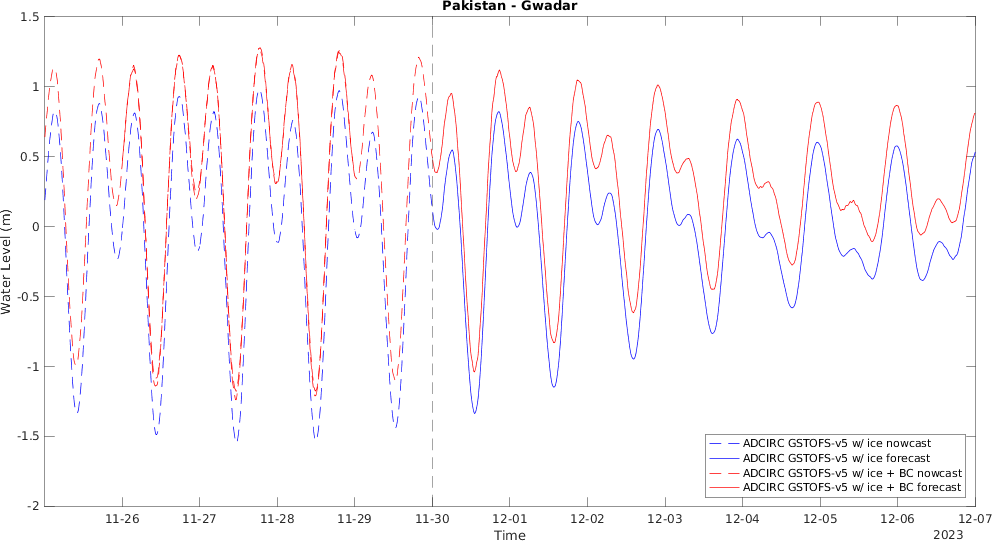 Pakistan - Gwadar
1.5
1
0.5
0
-0.5
-1
-1.5
-2
Water Level (m)
ADCIRC GSTOFS-v5 w/ ice nowcast
ADCIRC GSTOFS-v5 w/ ice forecast
ADCIRC GSTOFS-v5 w/ ice + BC nowcast
ADCIRC GSTOFS-v5 w/ ice + BC forecast
11-26 11-27 11-28 11-29 11-30 12-01 12-02 12-03 12-04 12-05 12-06 12-07
Time
2023